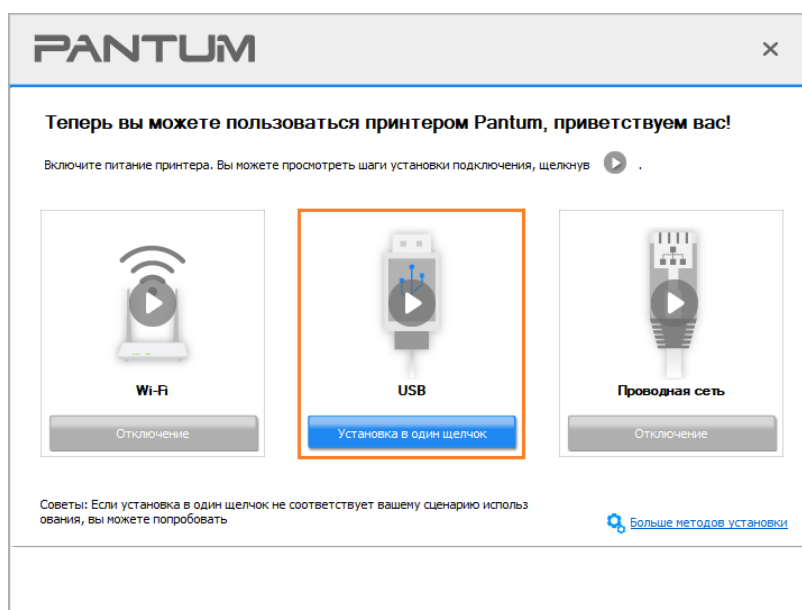 PANTUM
Теперь вы можете пользоваться принтером Pantum, приветствуем вас!
Включите питание принтера. Вы можете просмотреть шаги установки подключения, щелкнув .
Wi-Fi
USB
Проводная сеть
Отключение
Установка в один щелчок
Отключение
Советы: Если установка в один щелчок не соответствует вашему сценарию использ
ования, вы можете попробовать
Больше методов установки